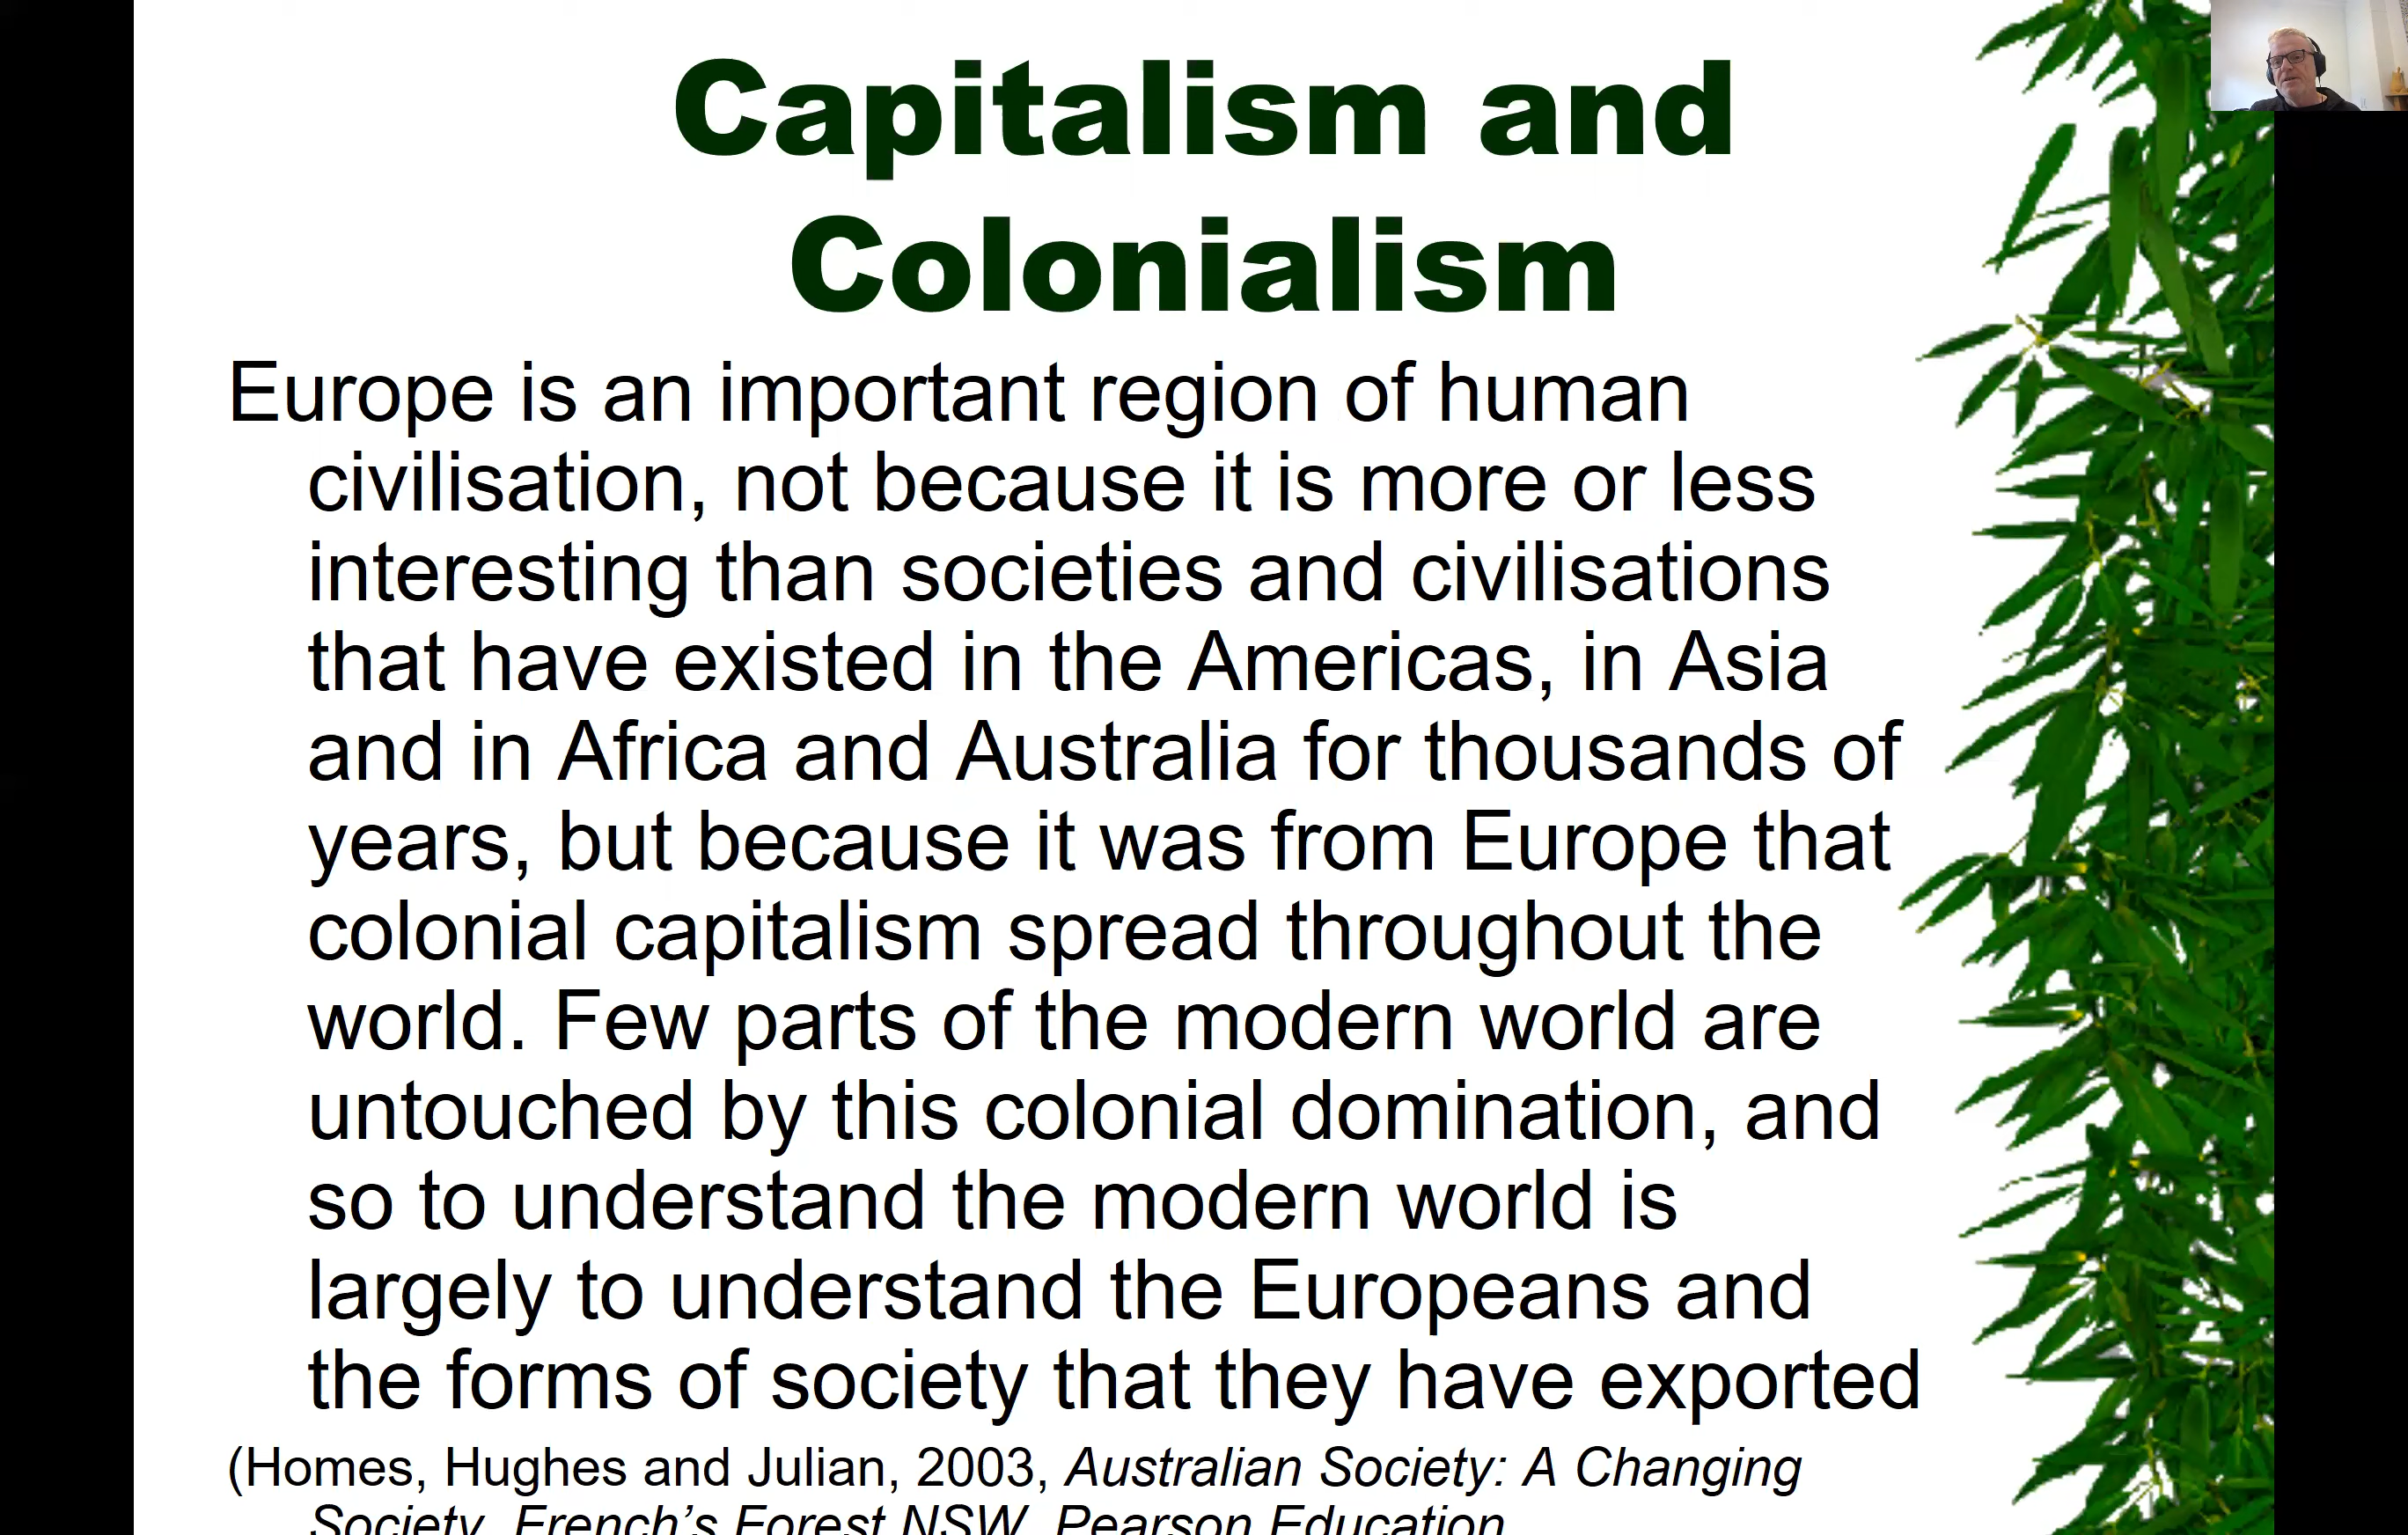 Capitalism and
Colonialism
Europe is an important region of human
civilisation, not because it is more or less
interesting than societies and civilisations
that have existed in the Americas, in Asia
and in Africa and Australia for thousands of
years, but because it was from Europe that
colonial capitalism spread throughout the
world. Few parts of the modern world are
untouched by this colonial domination, and
so to understand the modern world is
largely to understand the Europeans and
the forms of society that they have exported
(Homes, Hughes and Julian, 2003, Australian Society: A Changing
Society, French’s Forest NSW, Pearson Education